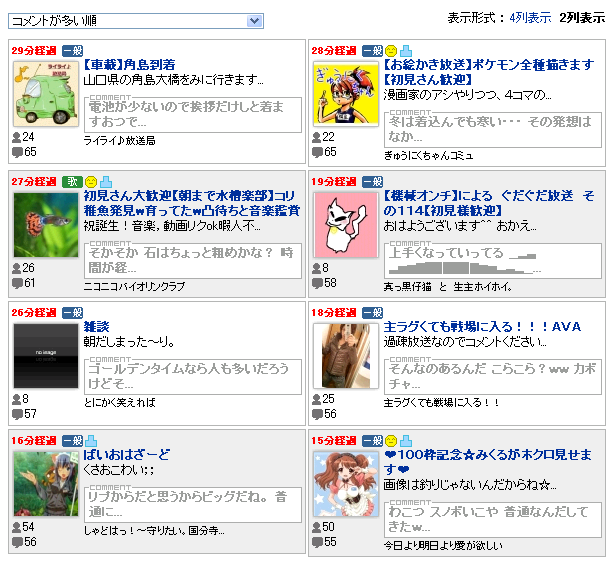 コメントが多い順
表示形式：4列表示 2列表示
29分経過 一般
【車載】角島到着
山口県の角島大橋をみに行きます...
COMMENT
電池が少ないので挨拶だけしと着ま
すおつで...
24
65
ライライ♪放送局
28分経過 一般
【お絵かき放送】ポケモン全種描きます
【初見さん歓迎】
漫画家のアシやりつつ、4コマの...
COMMENT
冬は着込んでも寒い・・・ その発想は
なか...
22
65
ぎゅうにくちゃんコミュ
27分経過 歌
初見さん大歓迎【朝まで水槽楽部】コリ
稚魚発見w育ってたw凸待ちと音楽鑑賞
祝誕生！音楽，動画リクok暇人不...
COMMENT
そかそか 石はちょっと粗めかな？ 時
間が経...
26
61
ニコニコバイオリンクラブ
19分経過 一般
【機械オンチ】による ぐだぐだ放送 そ
の114【初見様歓迎】
おはようございます^^ おかえ...
COMMENT
上手くなっていってる
8
58
真っ黒仔猫 と 生主ホイホイ。
26分経過 一般
雑談
朝だしまった～り。
no image
COMMENT
ゴールデンタイムなら人も多いだろう
けどそ...
8
57
とにかく笑えれば
18分経過 一般
主ラグくても戦場に入る！！！AVA
過疎放送なのでコメントください...
COMMENT
そんなのあるんだ こらこら？ww カボ
チャ...
25
56
主ラグくても戦場に入る！！
16分経過 一般
ばいおはざーど
くさおこわい；；
COMMENT
リブからだと思うからビッグだね。 普
通に...
54
56
しゃどはっ！～守りたい。国分寺...
15分経過 一般
❤100枠記念☆みくるがホクロ見せま
す❤
画像は釣りじゃないんだからね☆...
COMMENT
わこつ スノボいこや 普通なんだして
きたw...
50
55
今日より明日より愛が欲しい